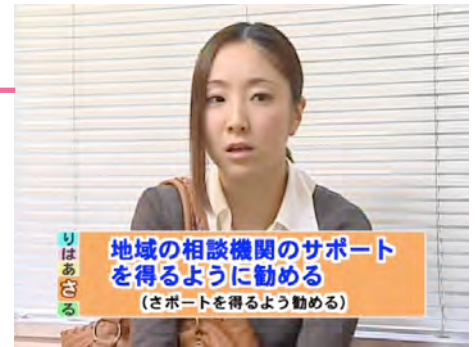 りはあさる
地域の相談機関のサポート
を得るように勧める
(さポートを得るよう勧める)